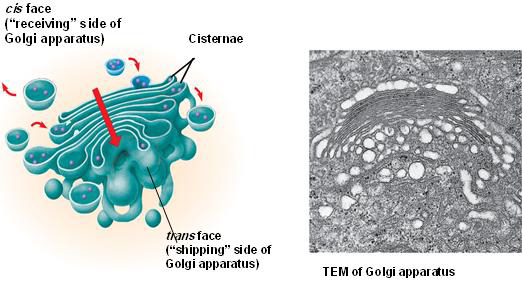 cis face
("receiving" side of
Golgi apparatus)
Cisternae
trans face
("shipping" side of
Golgi apparatus)
TEM of Golgi apparatus